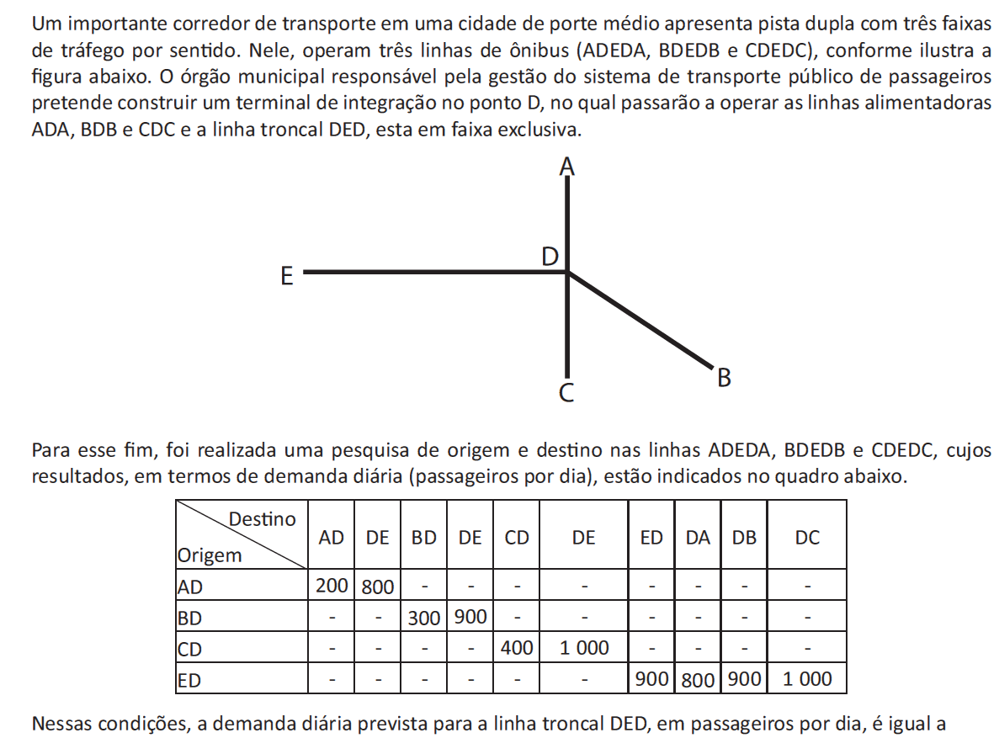 Um importante corredor de transporte em uma cidade de porte médio apresenta pista dupla com três faixas
de tráfego por sentido. Nele, operam três linhas de ônibus (ADEDA, BDEDB e CDEDC), conforme ilustra a
figura abaixo. O órgão municipal responsável pela gestão do sistema de transporte público de passageiros
pretende construir um terminal de integração no ponto D, no qual passarão a operar as linhas alimentadoras
ADA, BDB e CDC e a linha troncal DED, esta em faixa exclusiva.
A
D
E
B
C
Para esse fim, foi realizada uma pesquisa de origem e destino nas linhas ADEDA, BDEDB e CDEDC, cujos
resultados, em termos de demanda diária (passageiros por dia), estão indicados no quadro abaixo.
Destino
Origem
AD DE BD DE CD DE ED DA DB DC
AD 200 800 - - - - - - - -
BD - - 300 900 - - - - - -
CD - - - - 400 1 000 - - - -
ED - - - - - - 900 800 900 1 000
Nessas condições, a demanda diária prevista para a linha troncal DED, em passageiros por dia, é igual a